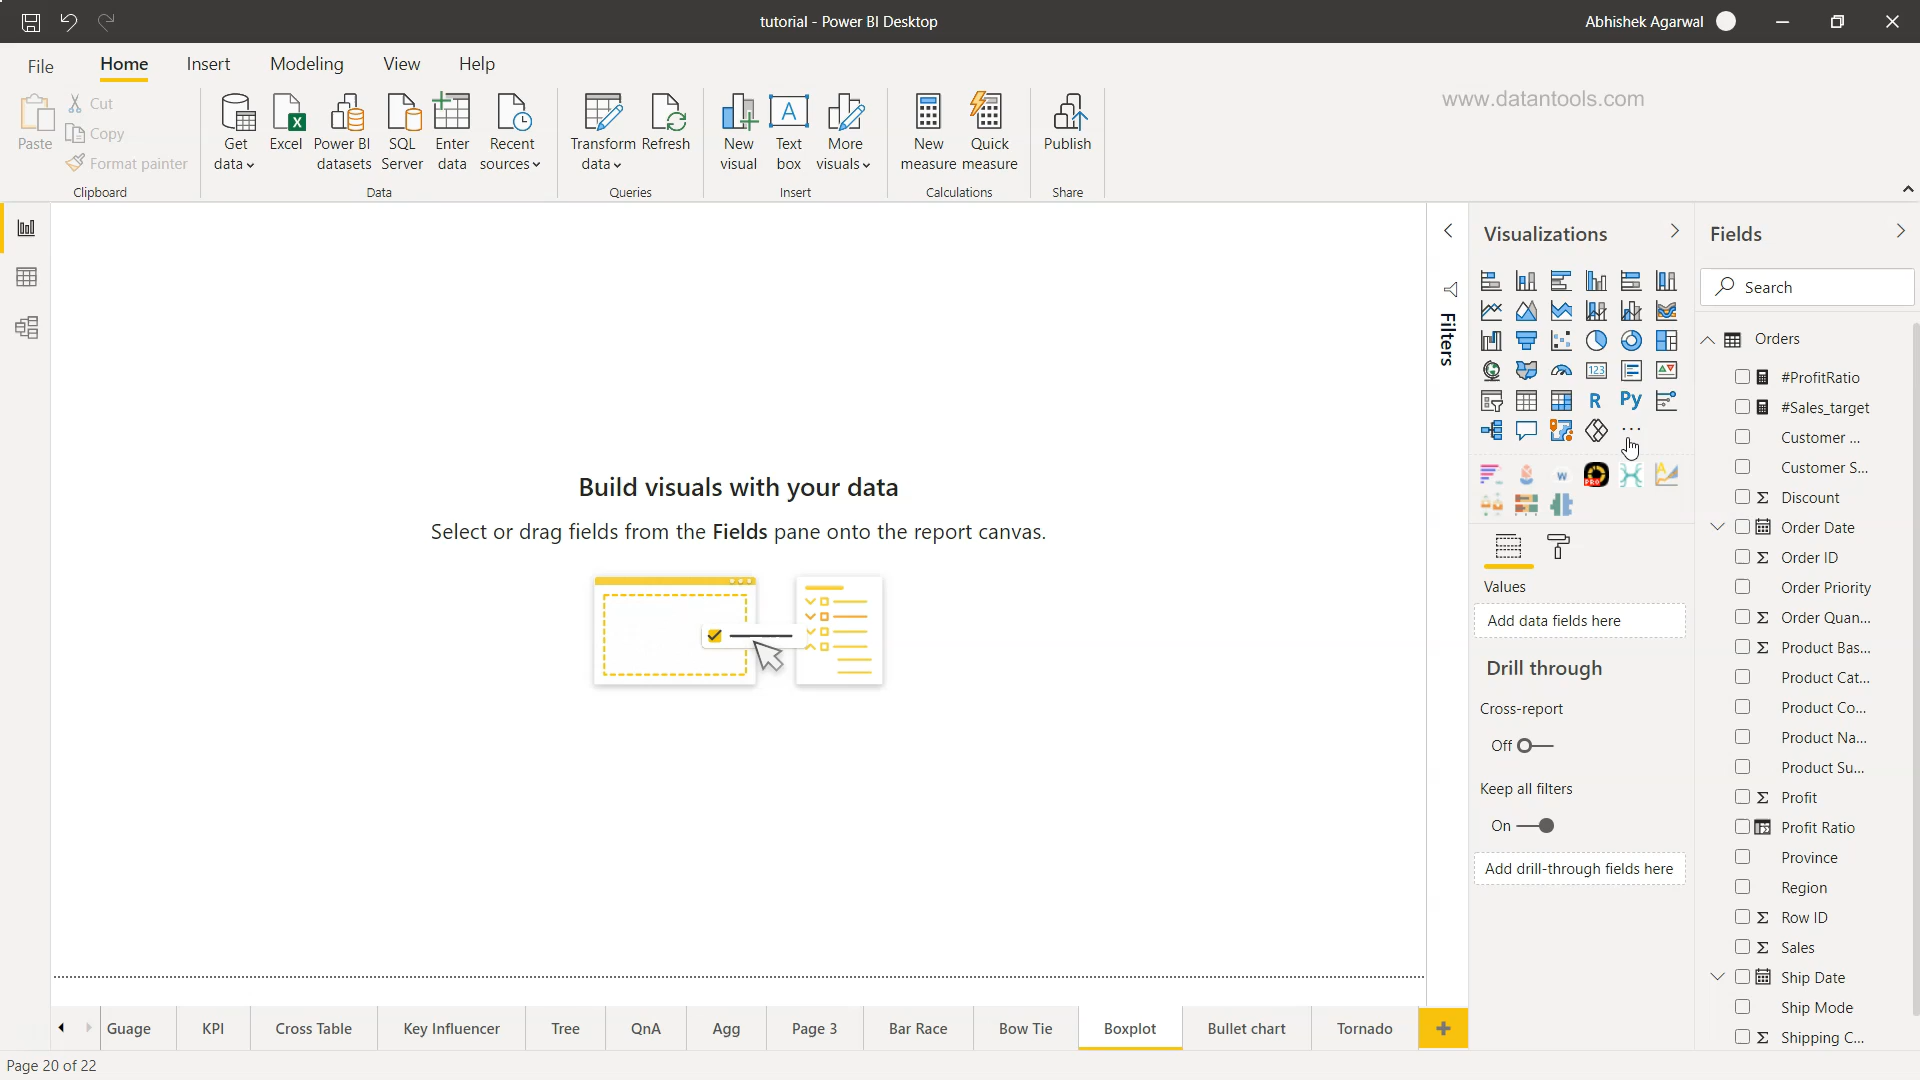 tutorial - Power BI Desktop
Abhishek Agarwal
File Home Insert Modeling View Help
www.datantools.com
Paste
Cut
Copy
Format painter
Clipboard
Get data
Excel
Power BI datasets
SQL Server
Enter data
Recent sources
Data
Transform data
Refresh
Queries
New visual
Text box
More visuals
Insert
New measure
Quick measure
Calculations
Publish
Share
Build visuals with your data
Select or drag fields from the Fields pane onto the report canvas.
Filters
Visualizations
123
R
Py
PRO
Values
Add data fields here
Drill through
Cross-report
Off
Keep all filters
On
Add drill-through fields here
Fields
Search
Orders
#ProfitRatio
#Sales_target
Customer ...
Customer S...
Σ Discount
Order Date
Σ Order ID
Order Priority
Σ Order Quan...
Σ Product Bas...
Product Cat...
Product Co...
Product Na...
Product Su...
Σ Profit
Profit Ratio
Province
Region
Σ Row ID
Σ Sales
Ship Date
Ship Mode
Σ Shipping C...
Guage KPI Cross Table Key Influencer Tree QnA Agg Page 3 Bar Race Bow Tie Boxplot Bullet chart Tornado +
Page 20 of 22